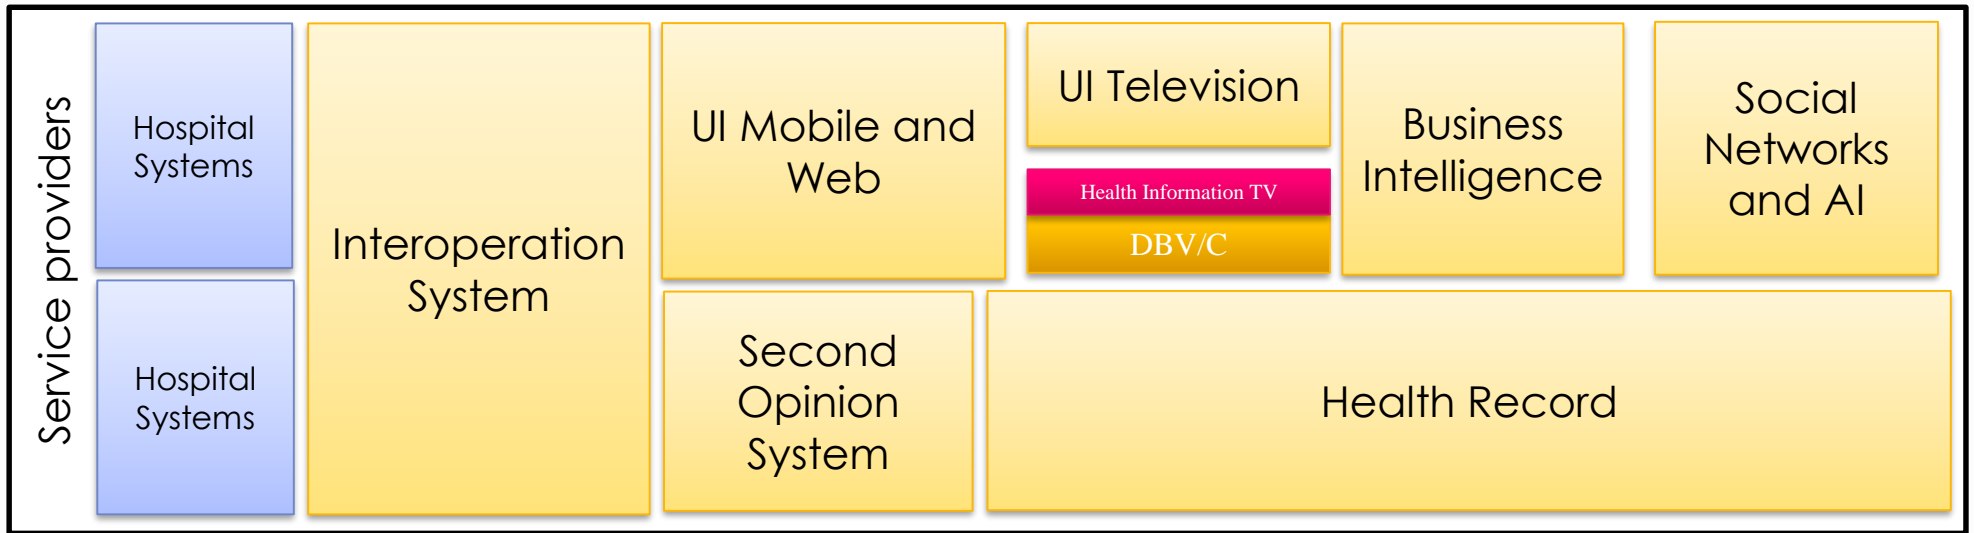 Service providers
Hospital
Systems
Hospital
Systems
Interoperation
System
UI Mobile and
Web
Second
Opinion
System
UI Television
Health Information TV
DBV/C
Business
Intelligence
Social
Networks
and AI
Health Record